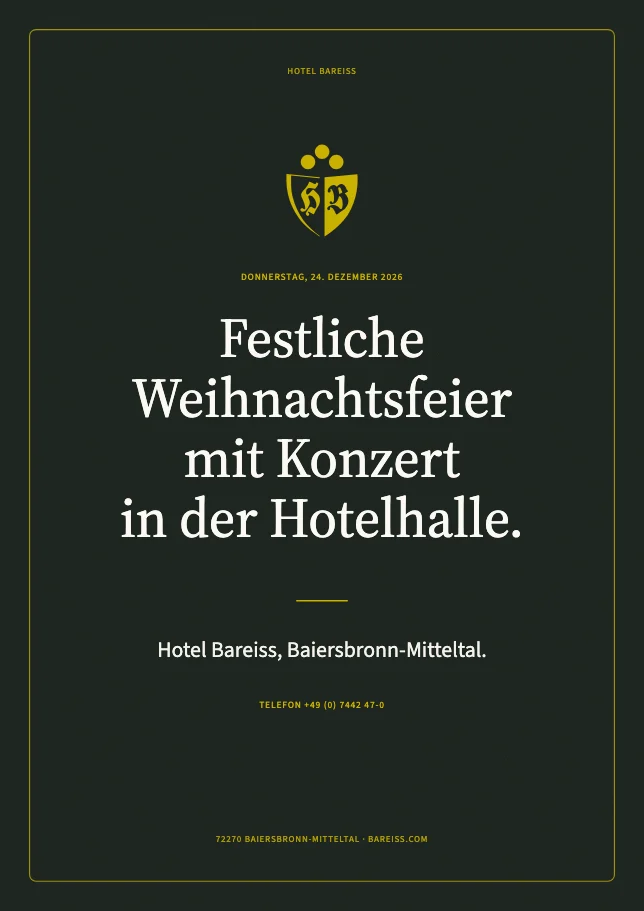 HOTEL BAREISS
H B
DONNERSTAG, 24. DEZEMBER 2026
Festliche
Weihnachtsfeier
mit Konzert
in der Hotelhalle.
Hotel Bareiss, Baiersbronn-Mitteltal.
TELEFON +49 (0) 7442 47-0
72270 BAIERSBRONN-MITTELTAL · BAREISS.COM